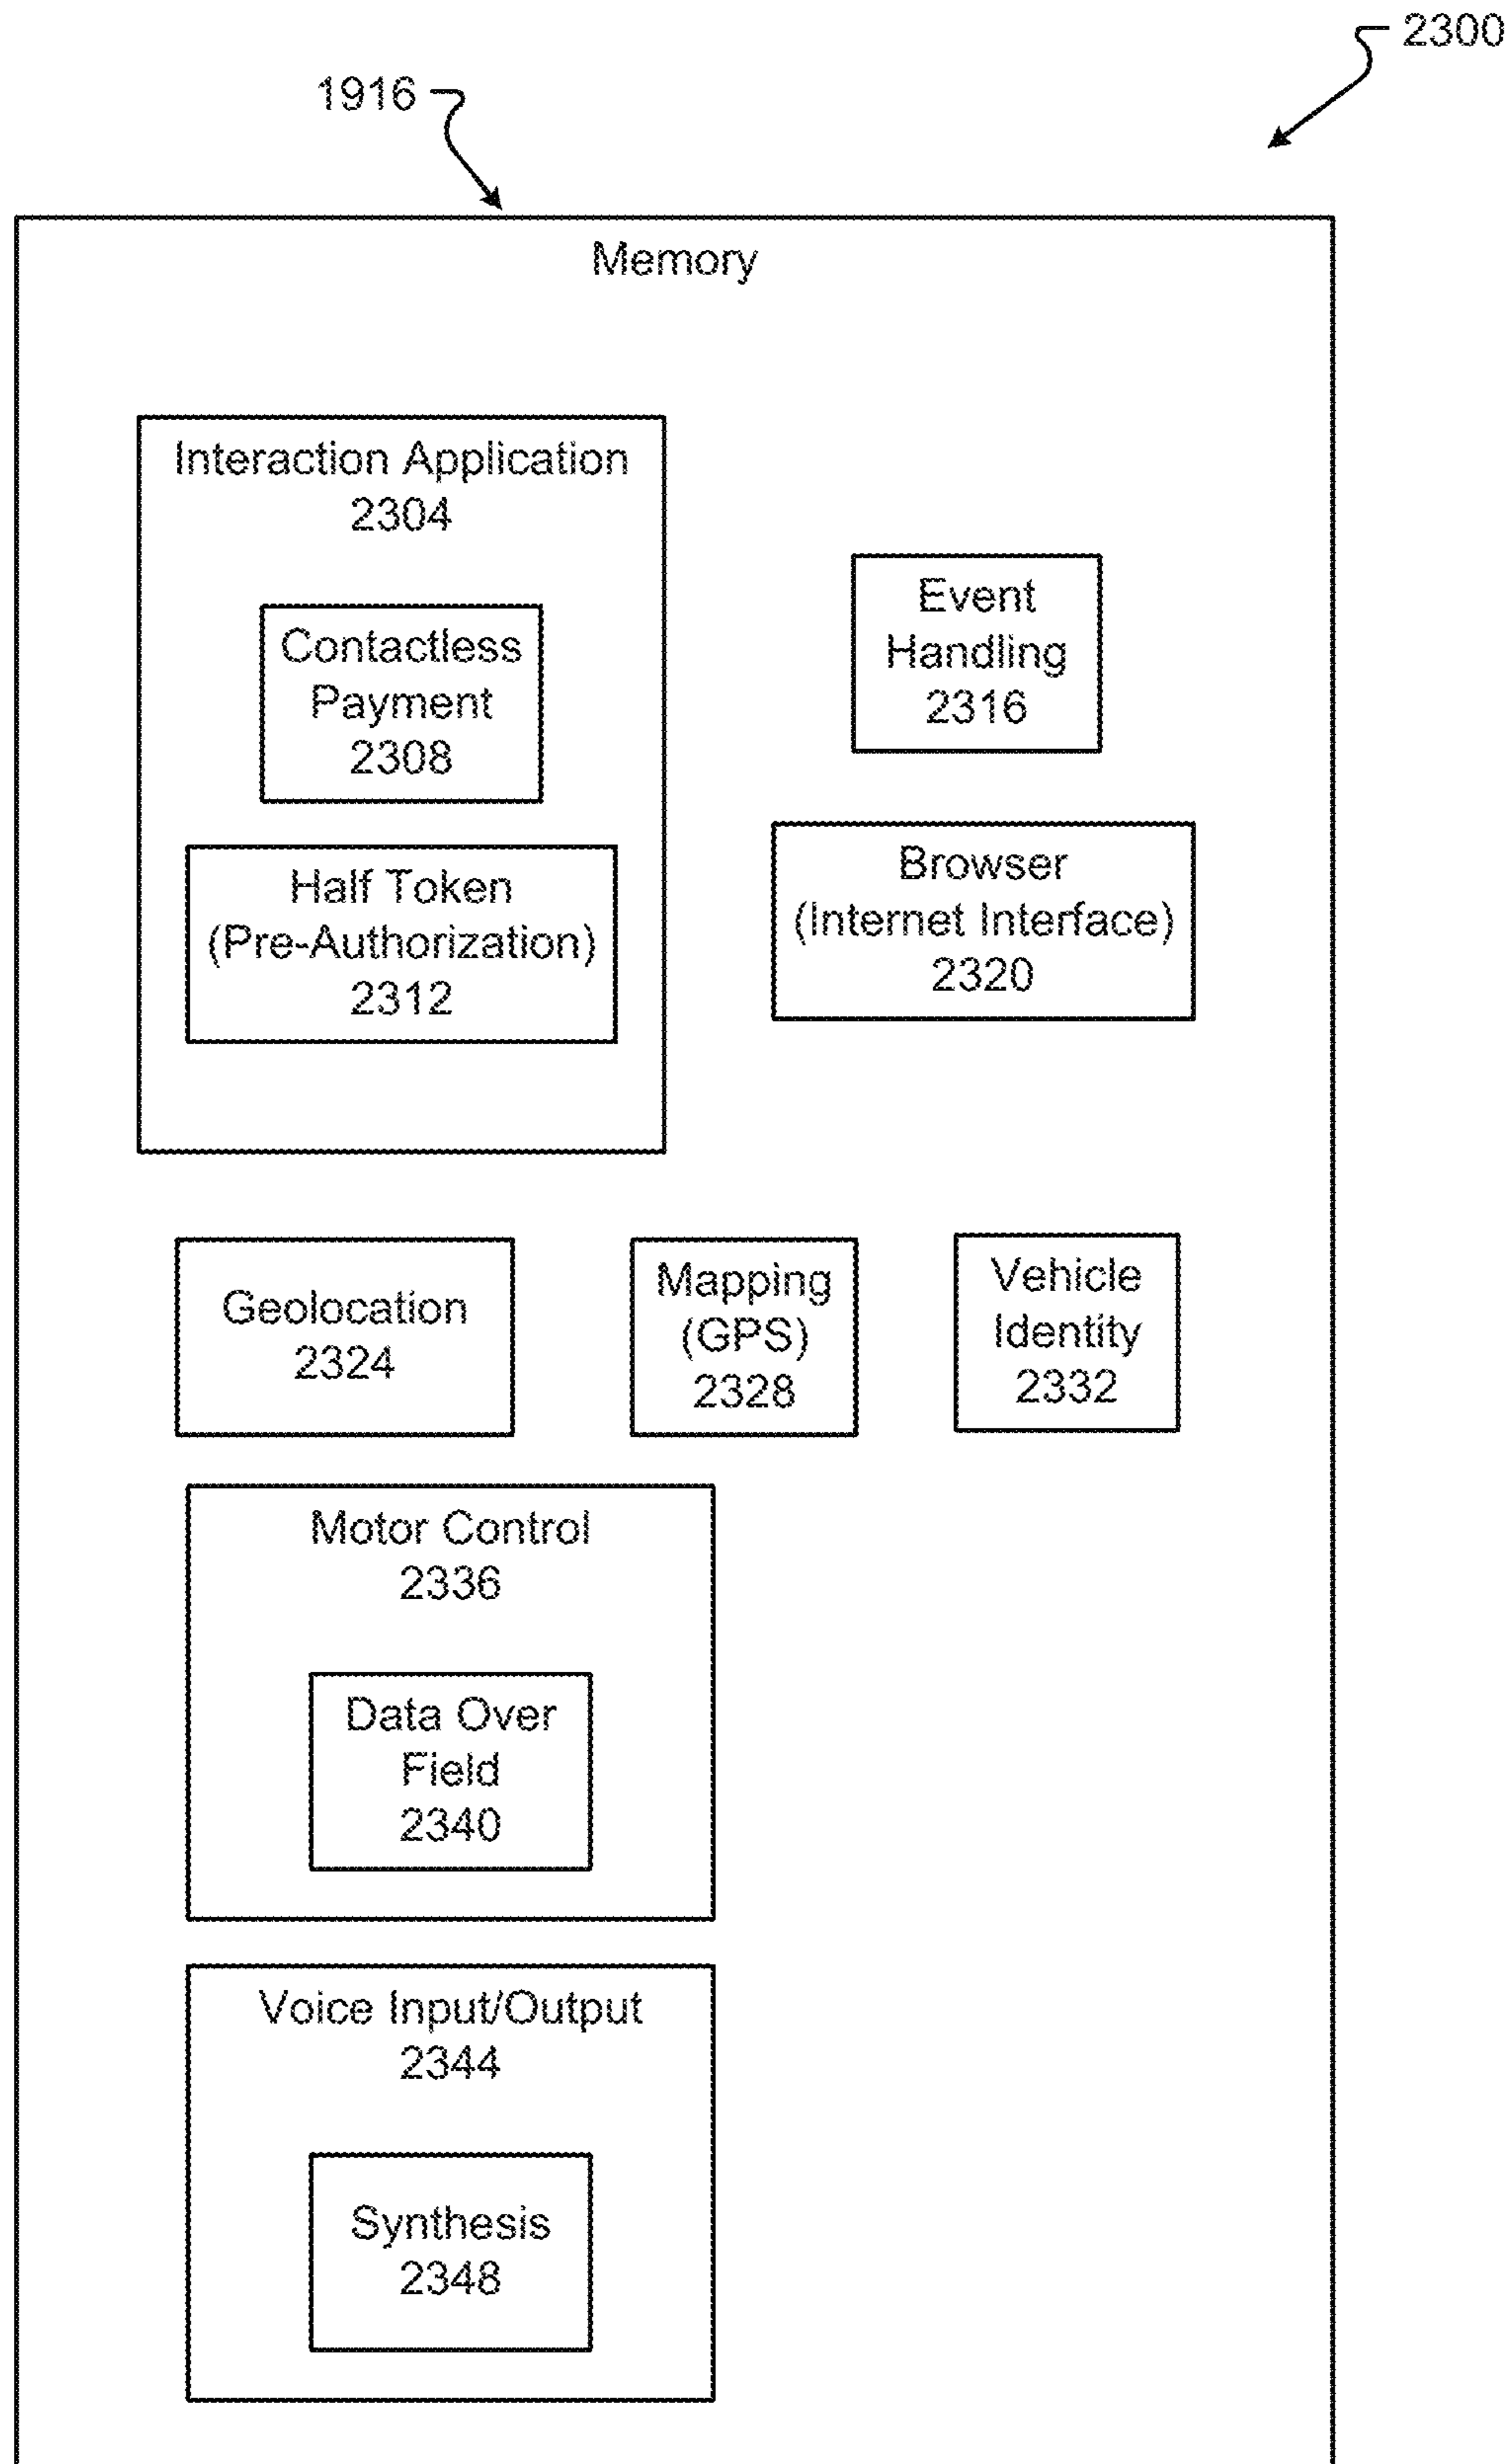 2300
1916
Memory
Interaction Application
2304
Contactless
Payment
2308
Half Token
(Pre-Authorization)
2312
Event
Handling
2316
Browser
(Internet Interface)
2320
Geolocation
2324
Mapping
(GPS)
2328
Vehicle
Identity
2332
Motor Control
2336
Data Over
Field
2340
Voice Input/Output
2344
Synthesis
2348